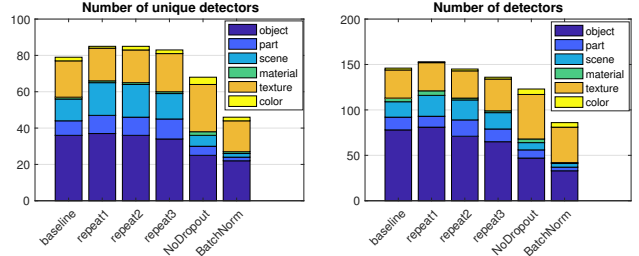 Number of unique detectors
100
80
60
40
20
0
object
part
scene
material
texture
color
baseline
repeat1
repeat2
repeat3
NoDropout
BatchNorm
Number of detectors
200
150
100
50
0
object
part
scene
material
texture
color
baseline
repeat1
repeat2
repeat3
NoDropout
BatchNorm